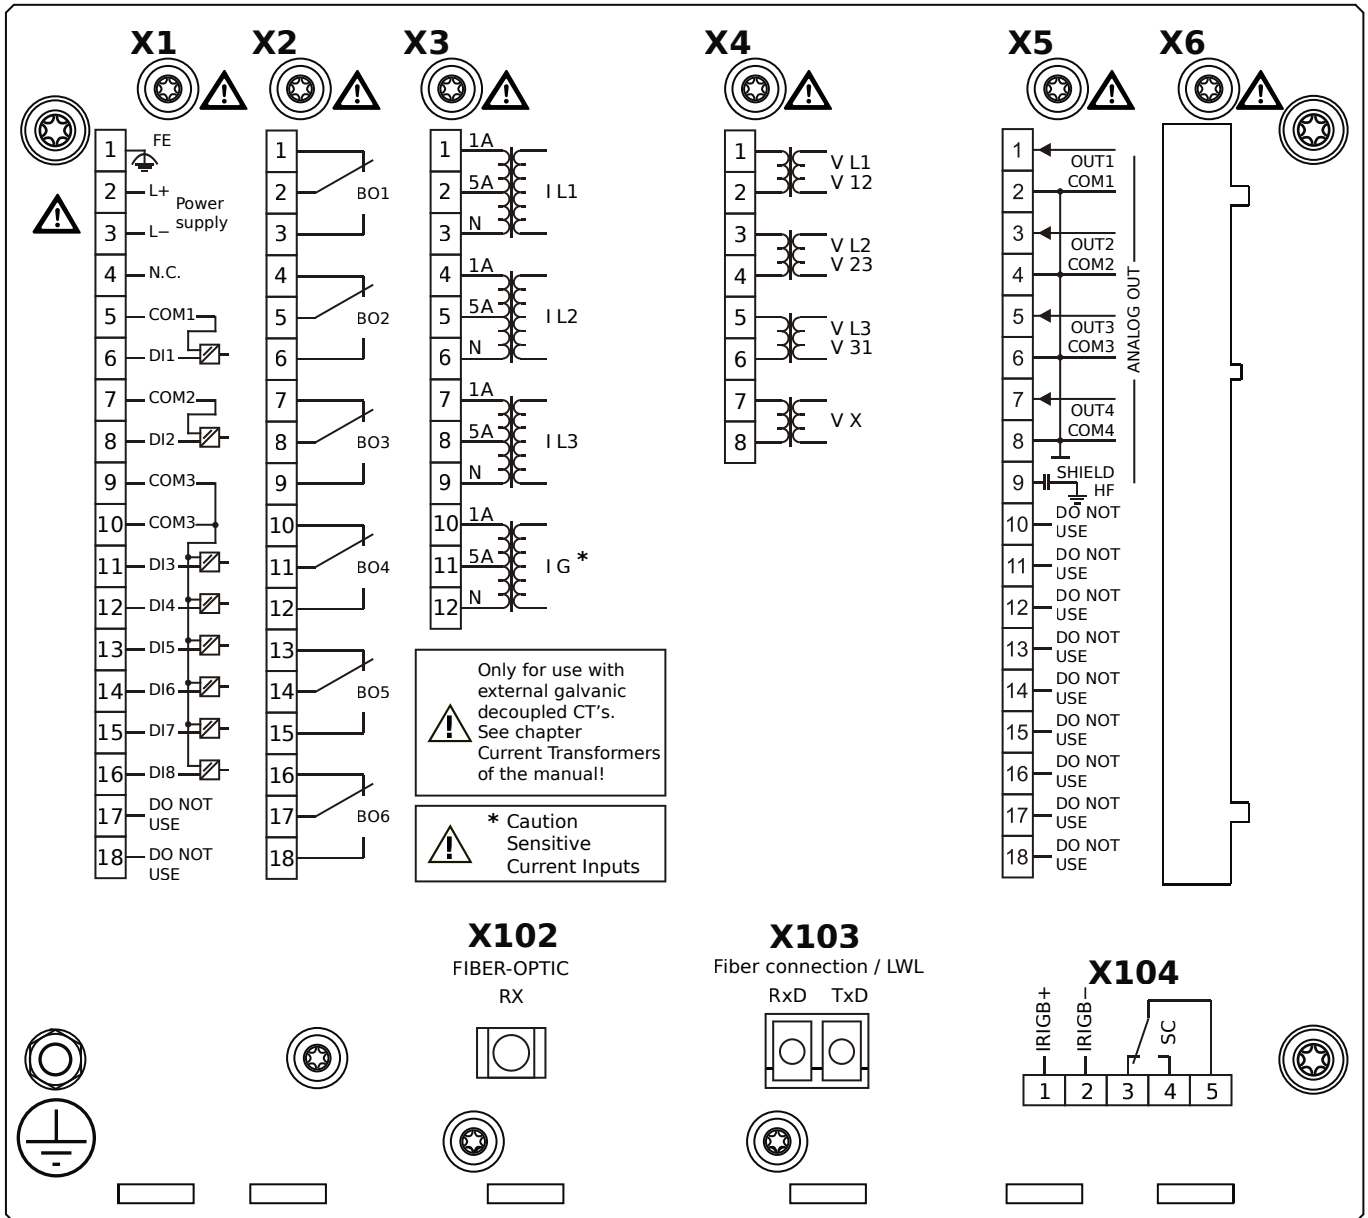 X1 X2 X3 X4 X5 X6
1 FE
2 L+
3 L−
Power
supply
4 N.C.
5 COM1
6 DI1
7 COM2
8 DI2
9 COM3
10 COM3
11 DI3
12 DI4
13 DI5
14 DI6
15 DI7
16 DI8
17 DO NOT
USE
18 DO NOT
USE
1
2 BO1
3
4
5 BO2
6
7
8 BO3
9
10
11 BO4
12
13
14 BO5
15
16
17 BO6
18
1 1A
2 5A I L1
3 N
4 1A
5 5A I L2
6 N
7 1A
8 5A I L3
9 N
10 1A
11 5A I G *
12 N
Only for use with
external galvanic
decoupled CT's.
See chapter
Current Transformers
of the manual!
* Caution
Sensitive
Current Inputs
1 V L1
2 V 12
3 V L2
4 V 23
5 V L3
6 V 31
7 V X
8
1 OUT1
2 COM1
3 OUT2
4 COM2
5 OUT3
6 COM3
7 OUT4
8 COM4
ANALOG OUT
9 SHIELD
HF
10 DO NOT
USE
11 DO NOT
USE
12 DO NOT
USE
13 DO NOT
USE
14 DO NOT
USE
15 DO NOT
USE
16 DO NOT
USE
17 DO NOT
USE
18 DO NOT
USE
X102
FIBER-OPTIC
RX
X103
Fiber connection / LWL
RxD TxD
X104
IRIGB+
IRIGB−
SC
1 2 3 4 5